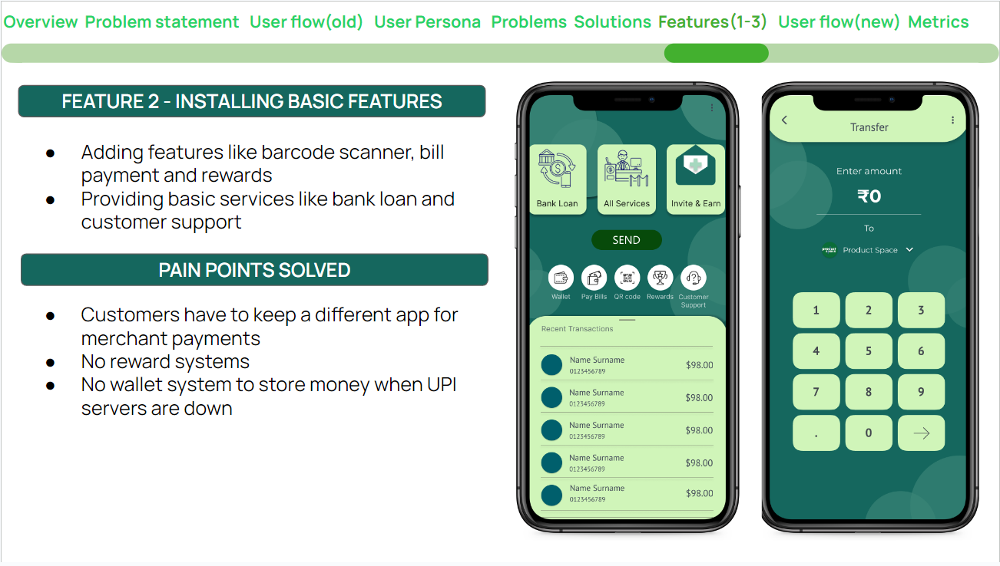 Overview Problem statement User flow(old) User Persona Problems Solutions Features(1-3) User flow(new) Metrics
FEATURE 2 - INSTALLING BASIC FEATURES
● Adding features like barcode scanner, bill
payment and rewards
● Providing basic services like bank loan and
customer support
PAIN POINTS SOLVED
● Customers have to keep a different app for
merchant payments
● No reward systems
● No wallet system to store money when UPI
servers are down
Bank Loan All Services Invite & Earn
SEND
Wallet Pay Bills QR code Rewards Customer
Support
Recent Transactions
Name Surname $98.00
0123456789
Name Surname $98.00
0123456789
Name Surname $98.00
0123456789
Name Surname $98.00
0123456789
Name Surname $98.00
0123456789
Transfer
Enter amount
₹0
To
Product Space
1 2 3
4 5 6
7 8 9
. 0